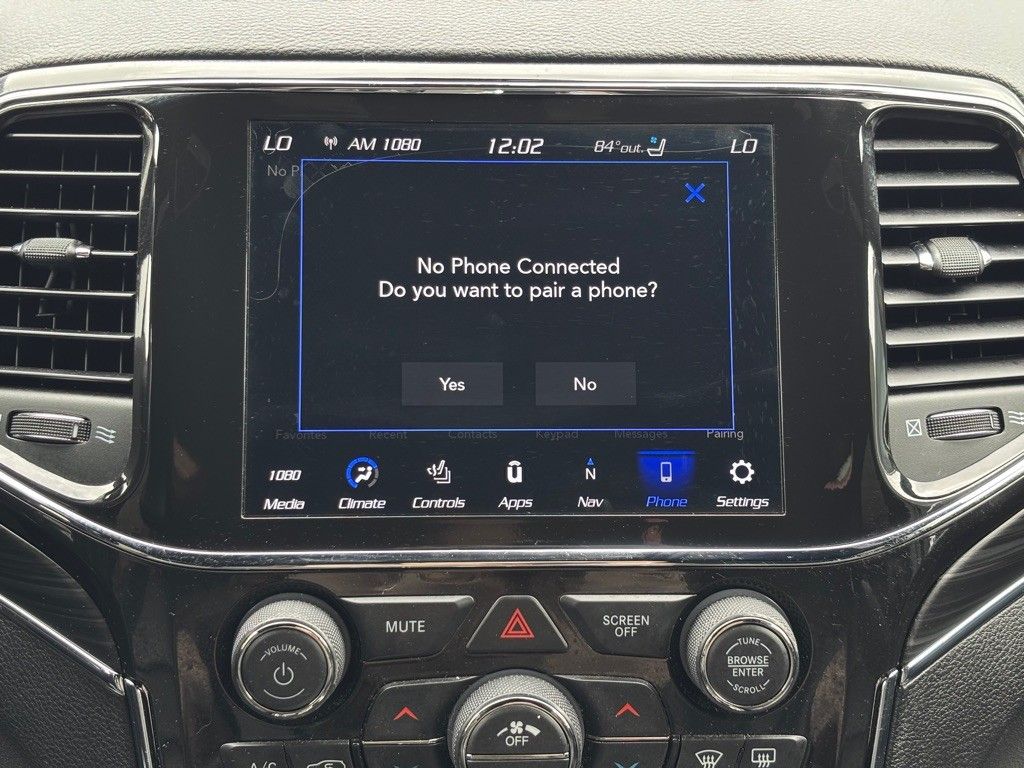 LO AM 1080 12:02 84°out. LO
No P
No Phone Connected
Do you want to pair a phone?
Yes No
Favorites Recent Contacts Keypad Messages Pairing
1080 N
Media Climate Controls Apps Nav Phone Settings
MUTE SCREEN OFF
VOLUME
TUNE
BROWSE
ENTER
SCROLL
OFF
A/C